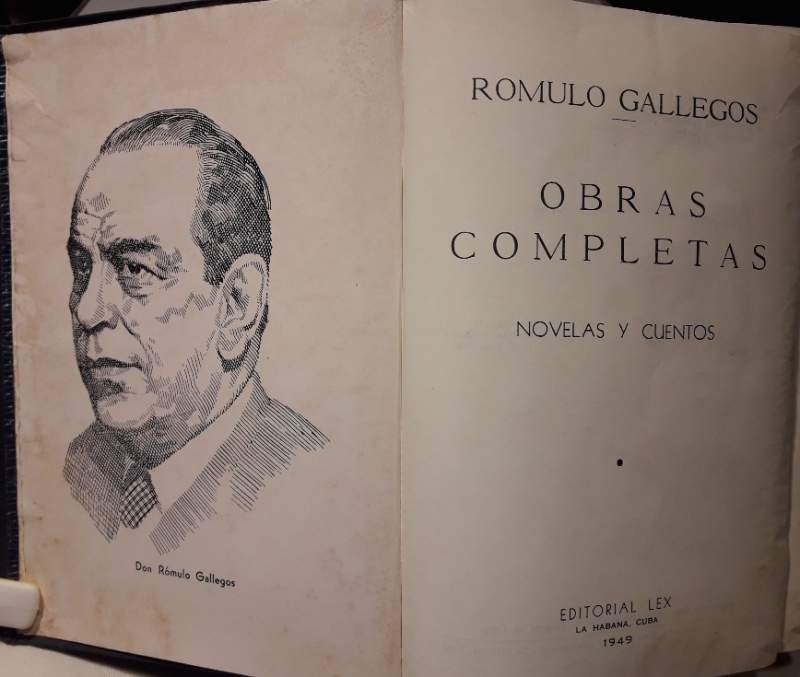 Don Rómulo Gallegos
ROMULO GALLEGOS
OBRAS
COMPLETAS
NOVELAS Y CUENTOS
EDITORIAL LEX
LA HABANA, CUBA
1949